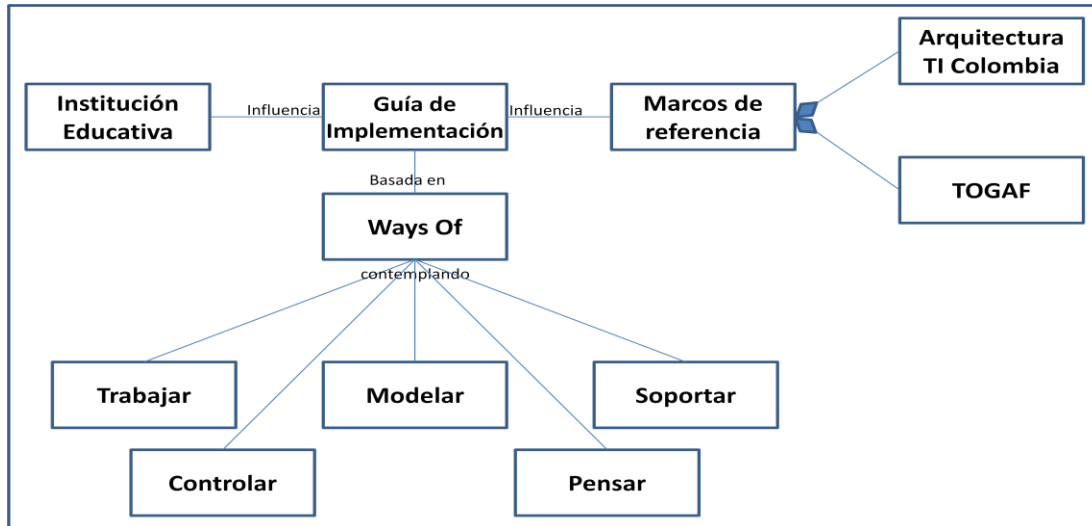 Arquitectura
TI Colombia
Institución
Educativa
Influencia
Guía de
Implementación
Influencia
Marcos de
referencia
Basada en
TOGAF
Ways Of
contemplando
Trabajar
Modelar
Soportar
Controlar
Pensar